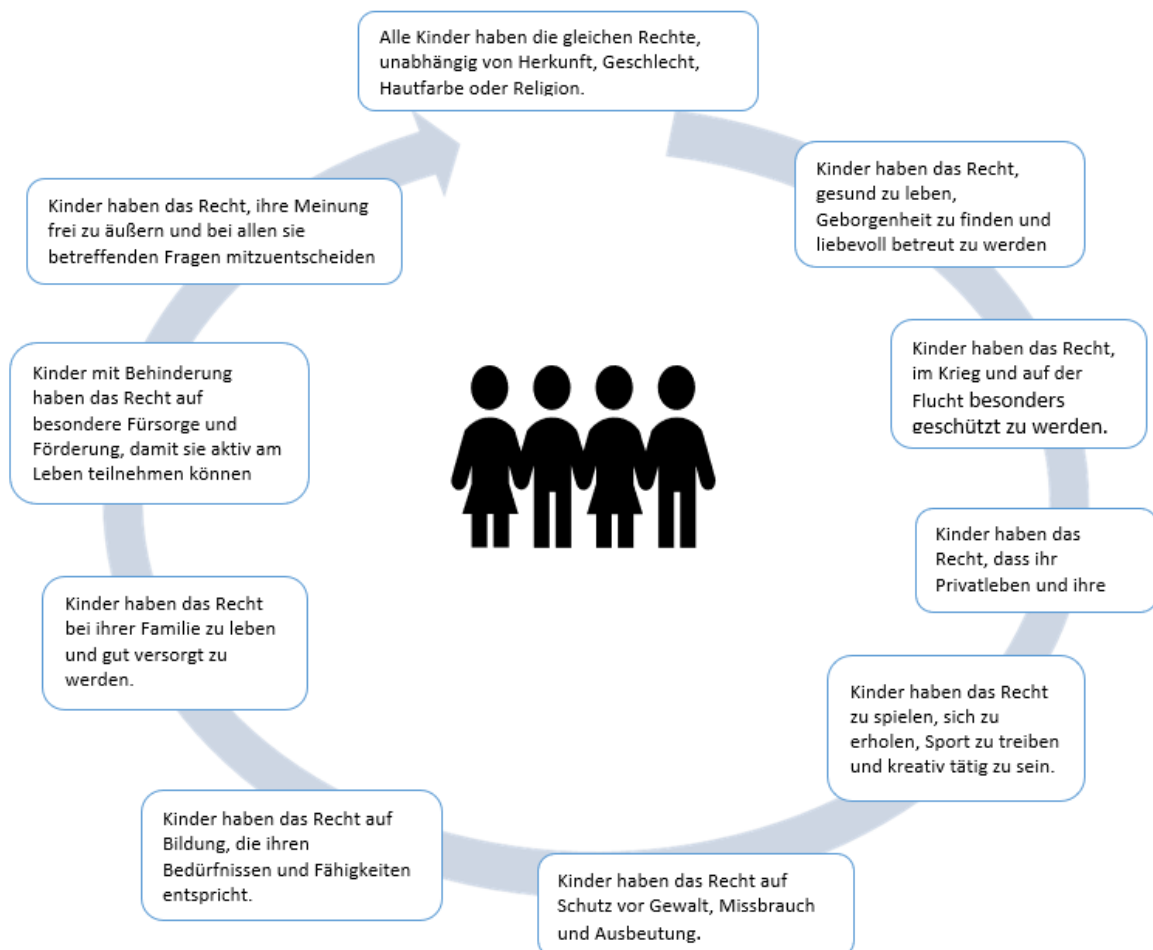 Alle Kinder haben die gleichen Rechte,
unabhängig von Herkunft, Geschlecht,
Hautfarbe oder Religion.
Kinder haben das Recht,
gesund zu leben,
Geborgenheit zu finden und
liebevoll betreut zu werden
Kinder haben das Recht,
im Krieg und auf der
Flucht besonders
geschützt zu werden.
Kinder haben das
Recht, dass ihr
Privatleben und ihre
Kinder haben das Recht
zu spielen, sich zu
erholen, Sport zu treiben
und kreativ tätig zu sein.
Kinder haben das Recht auf
Schutz vor Gewalt, Missbrauch
und Ausbeutung.
Kinder haben das Recht auf
Bildung, die ihren
Bedürfnissen und Fähigkeiten
entspricht.
Kinder haben das Recht
bei ihrer Familie zu leben
und gut versorgt zu
werden.
Kinder mit Behinderung
haben das Recht auf
besondere Fürsorge und
Förderung, damit sie aktiv am
Leben teilnehmen können
Kinder haben das Recht, ihre Meinung
frei zu äußern und bei allen sie
betreffenden Fragen mitzuentscheiden